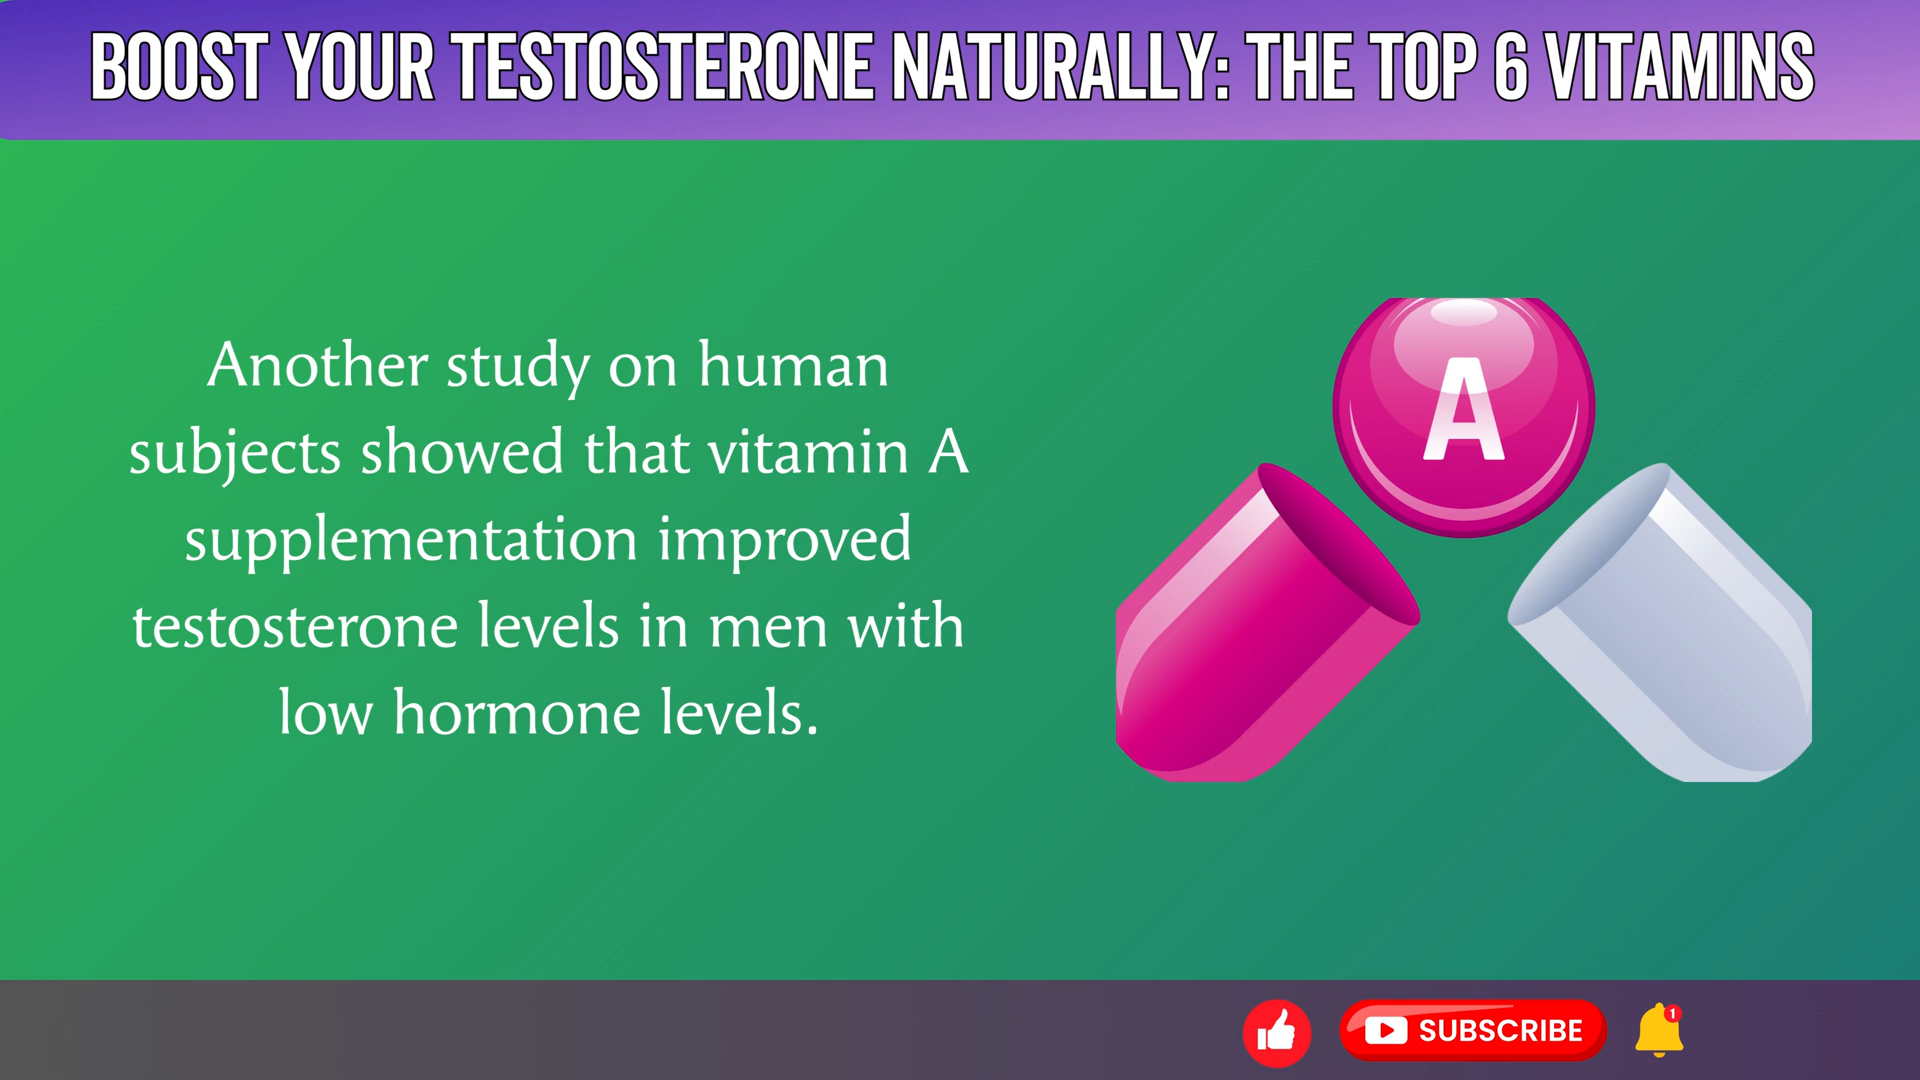 BOOST YOUR TESTOSTERONE NATURALLY: THE TOP 6 VITAMINS
Another study on human
subjects showed that vitamin A
supplementation improved
testosterone levels in men with
low hormone levels.
A
SUBSCRIBE
1